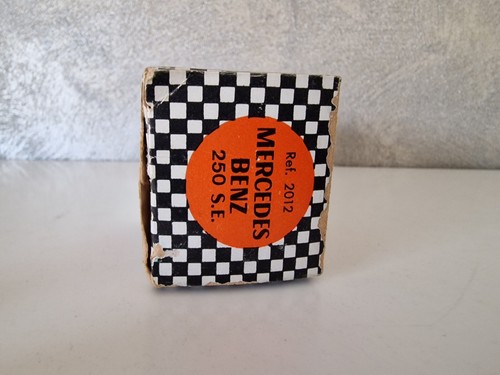 Ref. 2012
MERCEDES
BENZ
250 S.E.